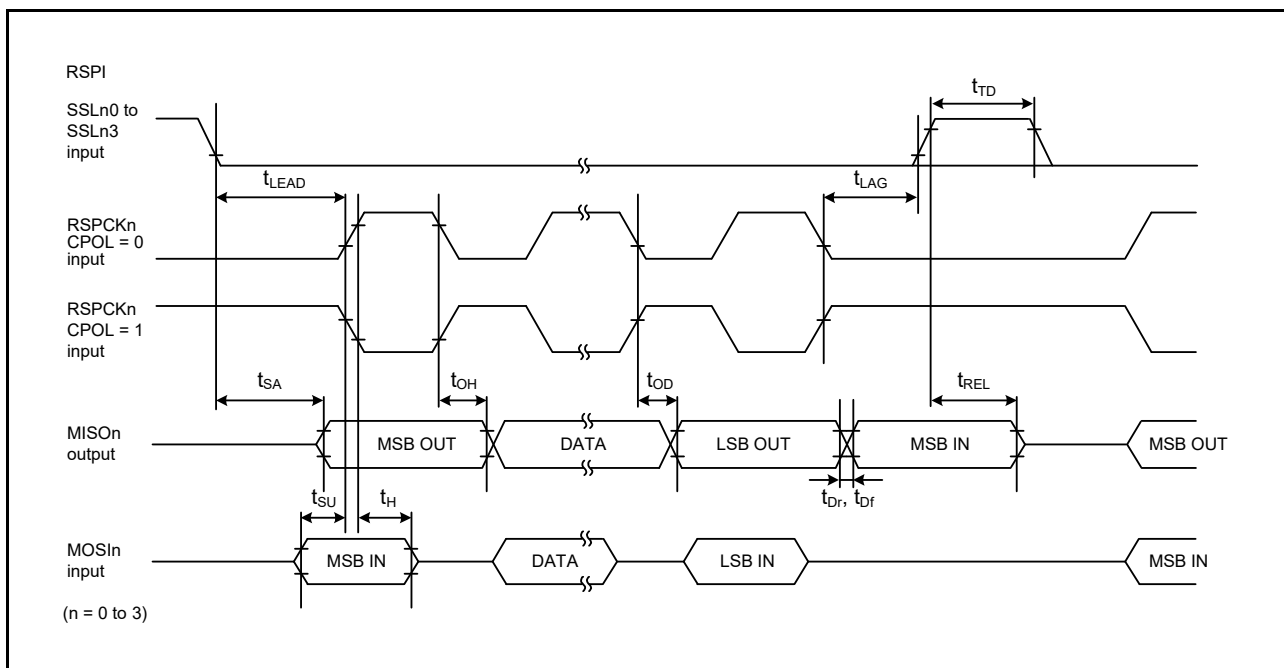 RSPI
SSLn0 to
SSLn3
input
tTD
tLEAD
tLAG
RSPCKn
CPOL = 0
input
RSPCKn
CPOL = 1
input
tSA
tOH
tOD
tREL
MISOn
output
MSB OUT
DATA
LSB OUT
MSB IN
MSB OUT
tSU
tH
tDr, tDf
MOSIn
input
MSB IN
DATA
LSB IN
MSB IN
(n = 0 to 3)